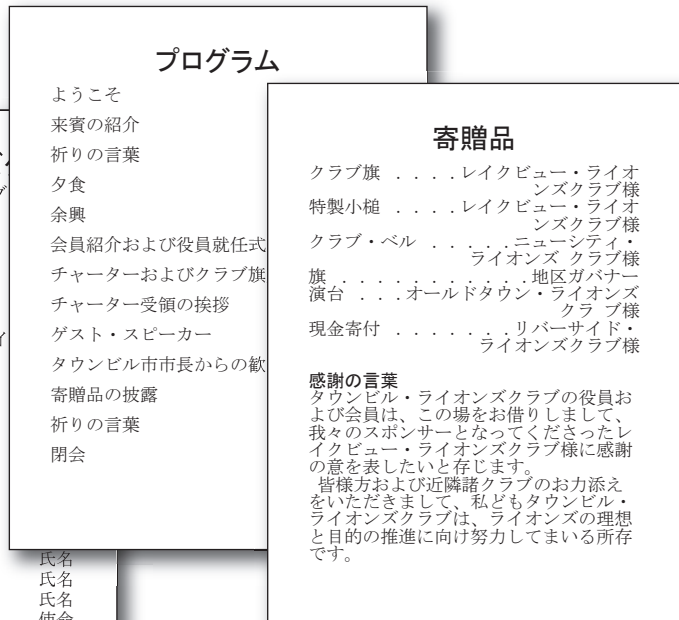 プログラム
ようこそ
来賓の紹介
祈りの言葉
夕食
余興
会員紹介および役員就任式
チャーターおよびクラブ旗
チャーター受領の挨拶
ゲスト・スピーカー
タウンビル市市長からの歓
寄贈品の披露
祈りの言葉
閉会
寄贈品
クラブ旗 . . . .レイクビュー・ライオ
ンズクラブ様
特製小槌 . . . .レイクビュー・ライオ
ンズクラブ様
クラブ・ベル . . . . . .ニューシティ・
ライオンズ クラブ様
旗 . . . . . . . . . . . .地区ガバナー
演台 . . .オールドタウン・ライオンズ
クラ ブ様
現金寄付 . . . . . . . .リバーサイド・
ライオンズクラブ様
感謝の言葉
タウンビル・ライオンズクラブの役員お
よび会員は、この場をお借りしまして、
我々のスポンサーとなってくださったレ
イクビュー・ライオンズクラブ様に感謝
の意を表したいと存じます。
皆様方および近隣諸クラブのお力添え
をいただきまして、私どもタウンビル・
ライオンズクラブは、ライオンズの理想
と目的の推進に向け努力してまいる所存
です。
氏名
氏名
氏名
使命